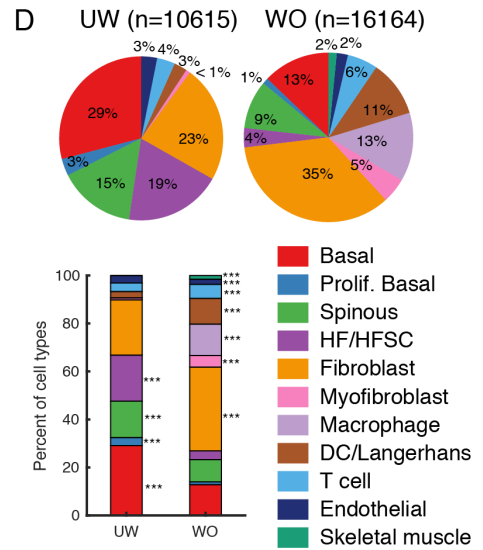 D
UW (n=10615)
WO (n=16164)
3%
4%
3%
< 1%
29%
23%
3%
15%
19%
2%
2%
1%
13%
6%
11%
9%
13%
4%
5%
35%
Percent of cell types
100
80
60
40
20
0
***
***
***
***
***
***
***
***
***
***
***
UW
WO
Basal
Prolif. Basal
Spinous
HF/HFSC
Fibroblast
Myofibroblast
Macrophage
DC/Langerhans
T cell
Endothelial
Skeletal muscle